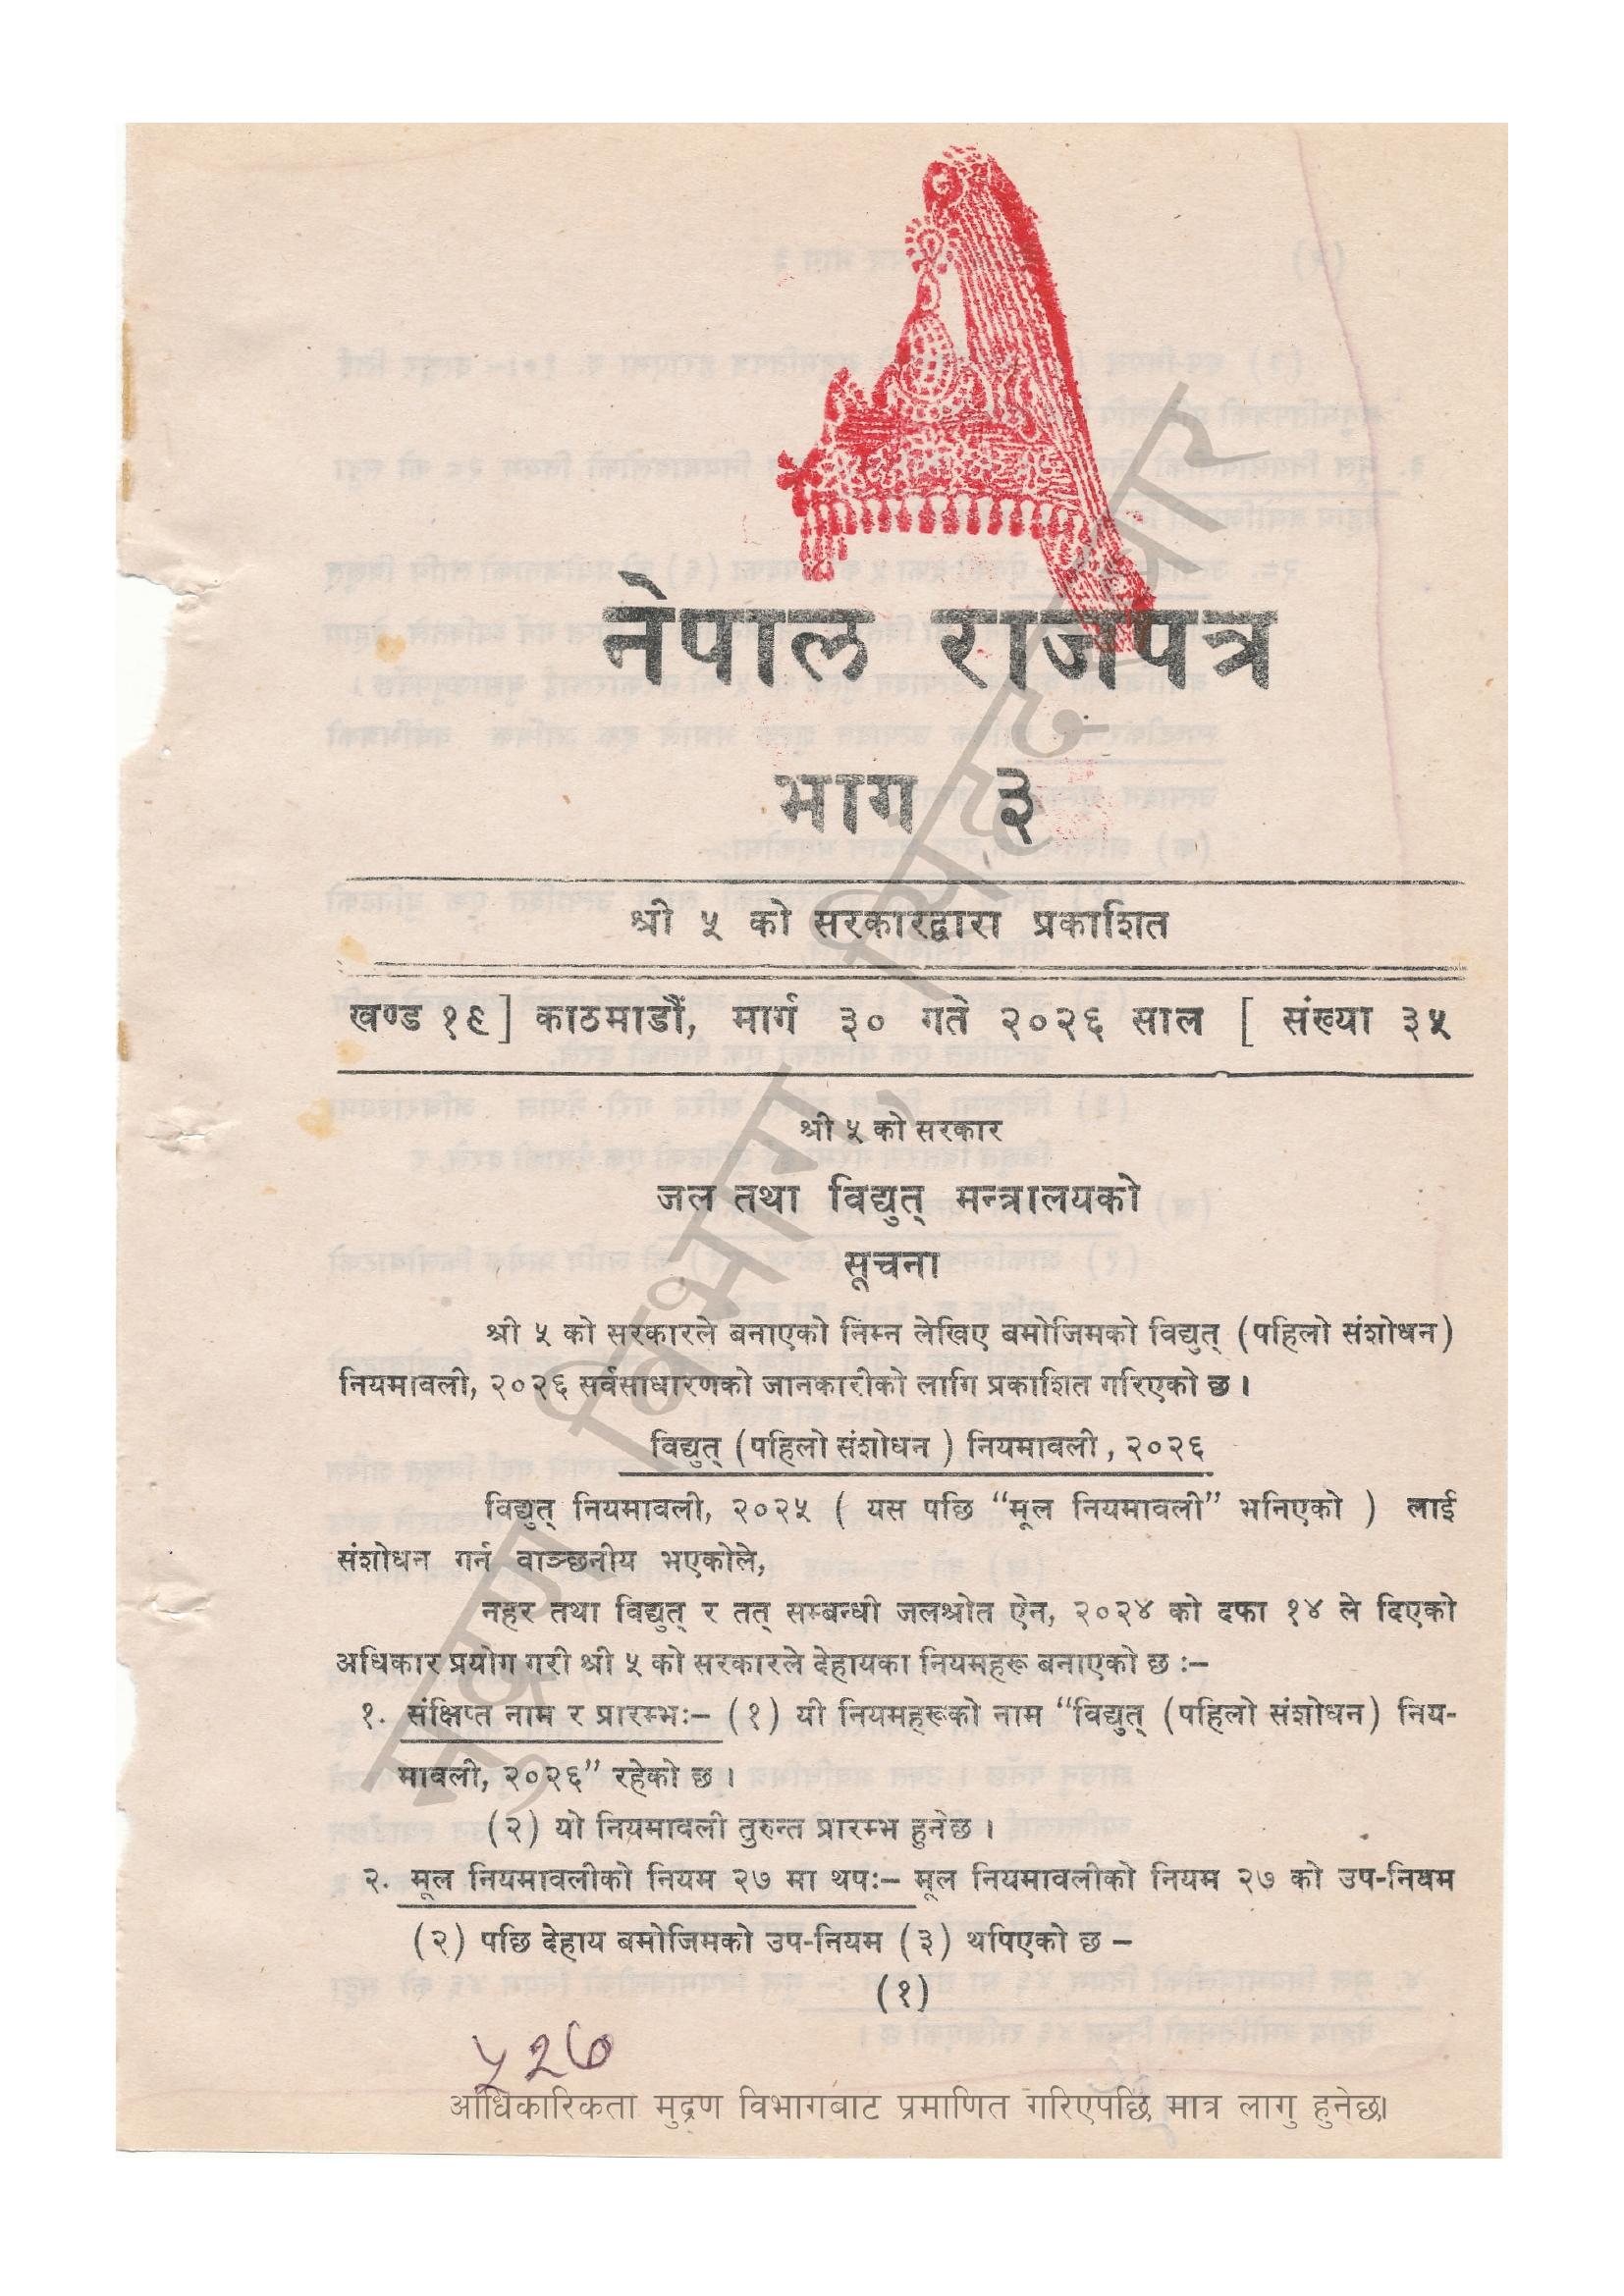 नेपाल राजपत्र
भाग ३
श्री ५ को सरकारद्वारा प्रकाशित
खण्ड १९] काठमाडौं, मार्ग ३० गते २०२६ साल [ संख्या ३५
श्री ५ को सरकार
जल तथा विद्युत् मन्त्रालयको
सूचना
श्री ५ को सरकारले बनाएको निम्न लेखिए बमोजिमको विद्युत् (पहिलो संशोधन)
नियमावली, २०२६ सर्वसाधारणको जानकारीको लागि प्रकाशित गरिएको छ ।
विद्युत् (पहिलो संशोधन ) नियमावली , २०२६
विद्युत् नियमावली, २०२५ ( यस पछि “मूल नियमावली” भनिएको ) लाई
संशोधन गर्न वाञ्छनीय भएकोले,
नहर तथा विद्युत् र तत् सम्बन्धी जलश्रोत ऐन, २०२४ को दफा १४ ले दिएको
अधिकार प्रयोग गरी श्री ५ को सरकारले देहायका नियमहरू बनाएको छ :–
१. संक्षिप्त नाम र प्रारम्भः– (१) यी नियमहरूको नाम “विद्युत् (पहिलो संशोधन) निय-
मावली, २०२६” रहेको छ ।
(२) यो नियमावली तुरुन्त प्रारम्भ हुनेछ ।
२. मूल नियमावलीको नियम २७ मा थपः– मूल नियमावलीको नियम २७ को उप-नियम
(२) पछि देहाय बमोजिमको उप-नियम (३) थपिएको छ –
(१)
५२७
आधिकारिकता मुद्रण विभागबाट प्रमाणित गरिएपछि मात्र लागु हुनेछ।
मुद्रण विभाग, सिंहदरबार